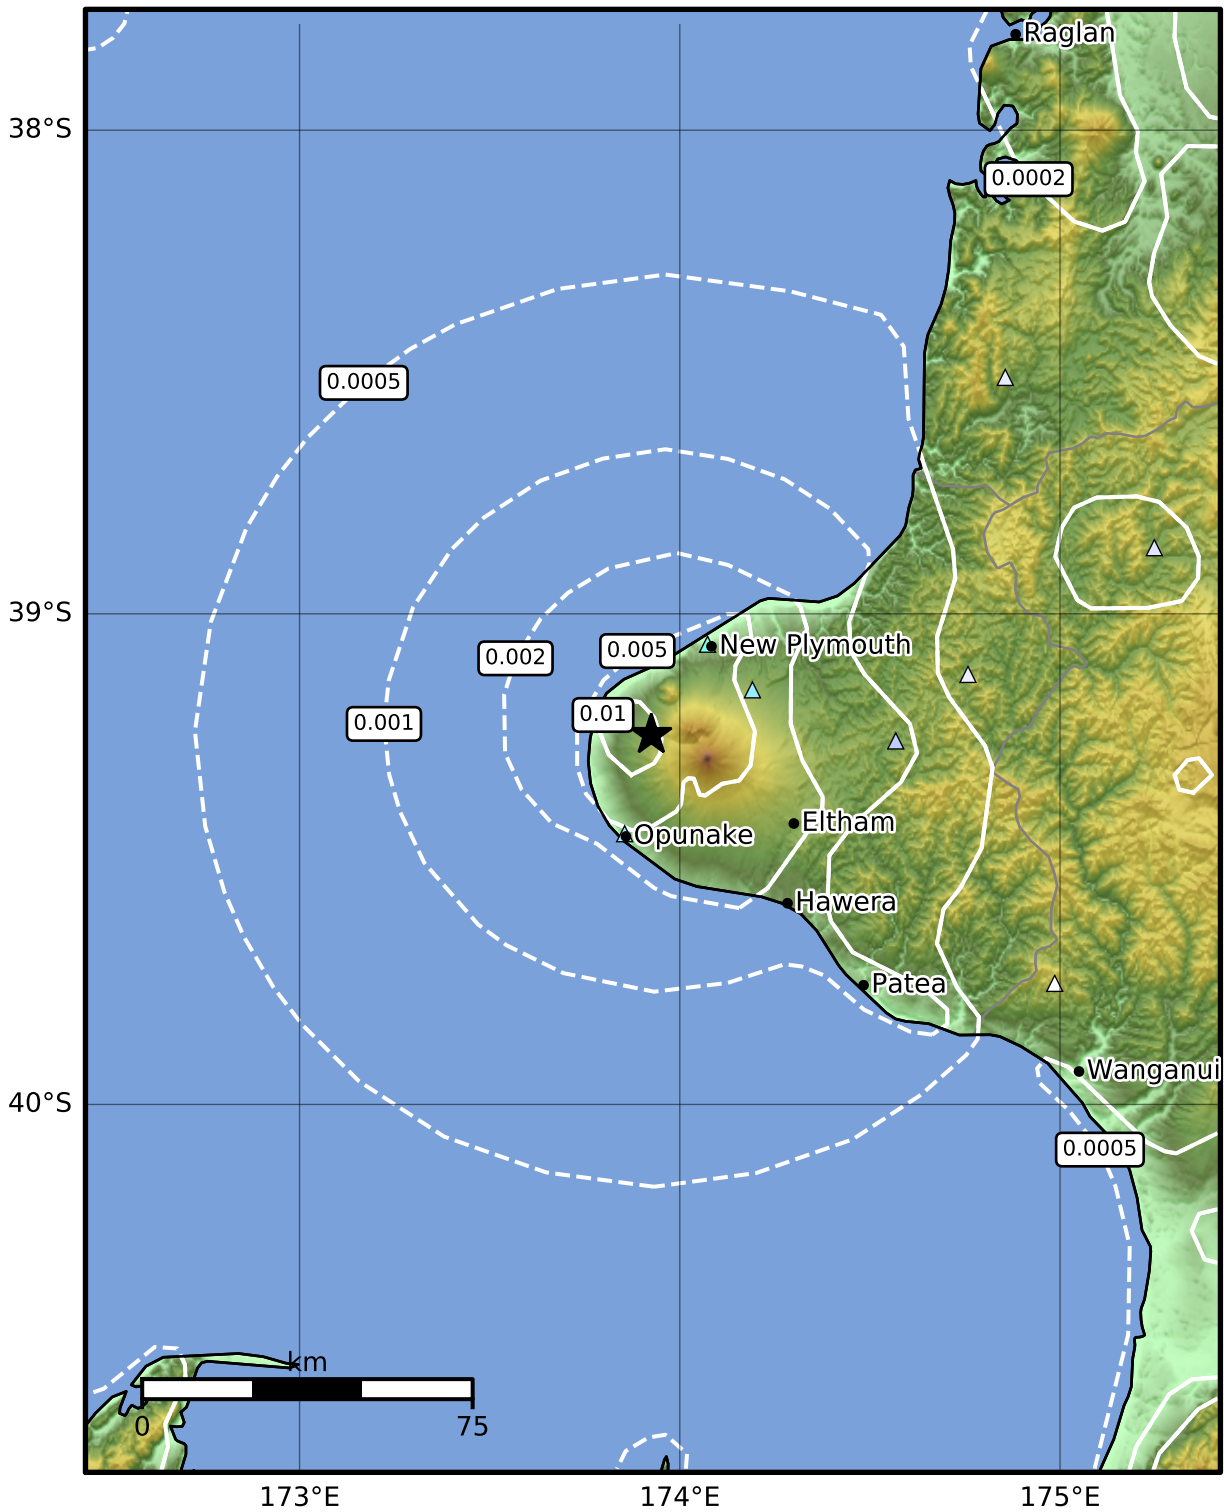 Raglan
38°S
0.0002
0.0005
39°S
New Plymouth
0.005
0.002
0.01
0.001
Eltham
Opunake
Hawera
Patea
Wanganui
40°S
0.0005
km
0 75
173°E 174°E 175°E